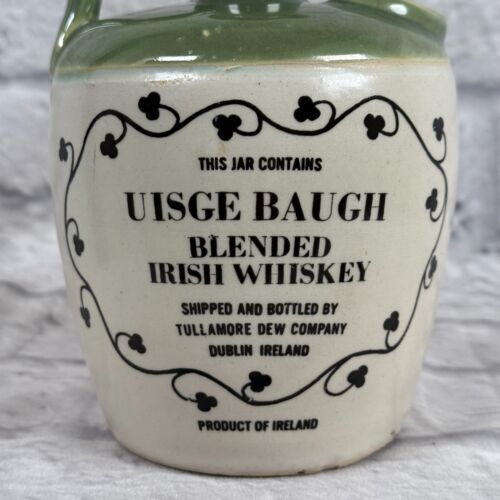 THIS JAR CONTAINS
UISGE BAUGH
BLENDED
IRISH WHISKEY
SHIPPED AND BOTTLED BY
TULLAMORE DEW COMPANY
DUBLIN IRELAND
PRODUCT OF IRELAND